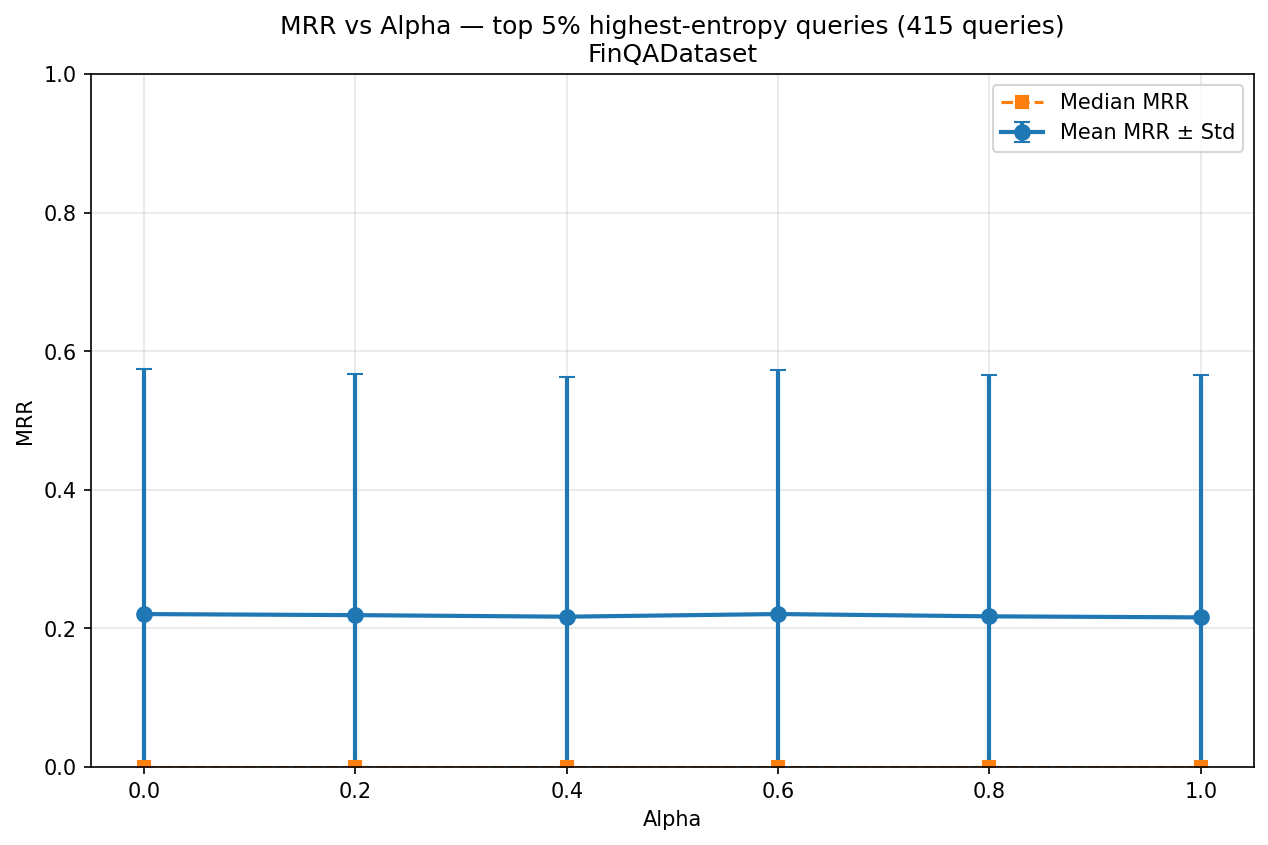 MRR vs Alpha — top 5% highest-entropy queries (415 queries)
FinQADataset
1.0
0.8
0.6
0.4
0.2
0.0
MRR
Median MRR
Mean MRR ± Std
0.0
0.2
0.4
0.6
0.8
1.0
Alpha